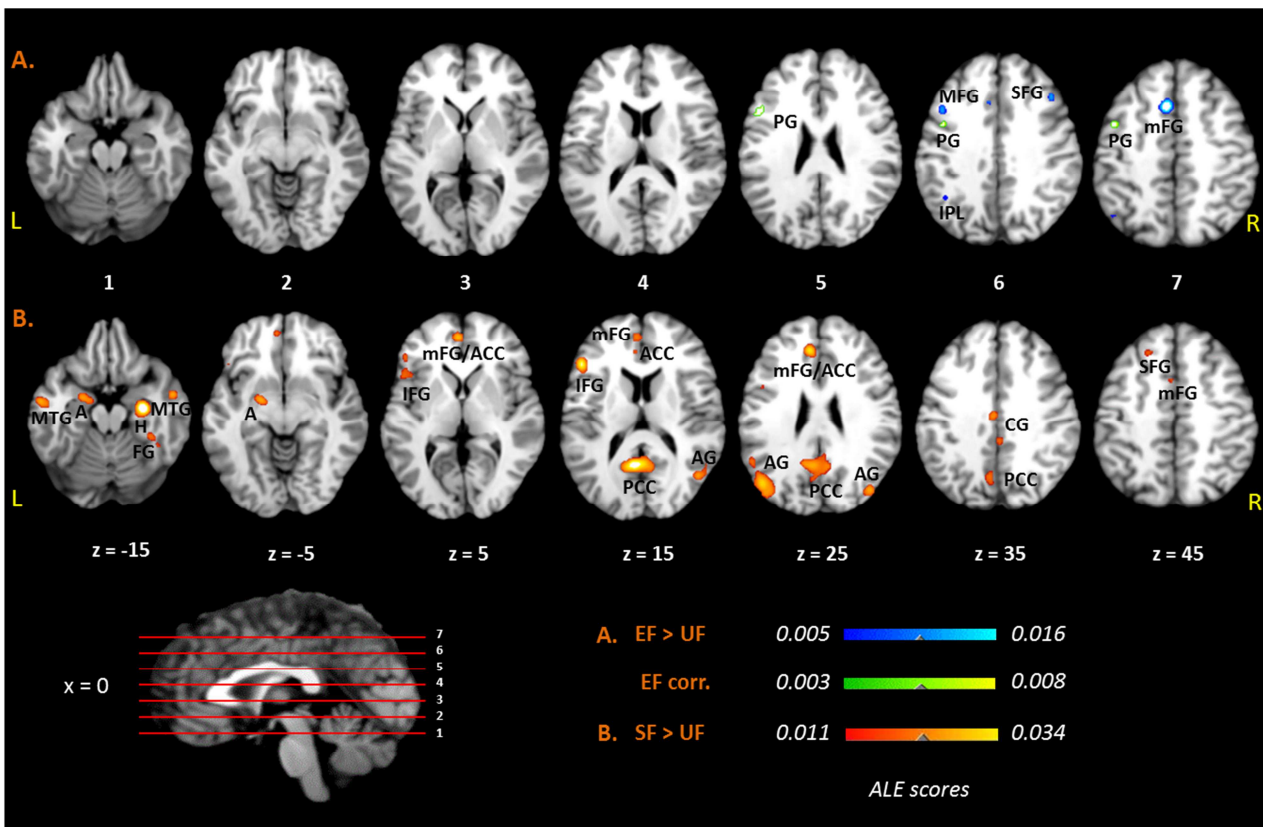 A.
MFG SFG
PG PG PG mFG
IPL
L R
1 2 3 4 5 6 7
B.
mFG SFG
mFG/ACC ACC mFG/ACC mFG
MTG A H MTG A IFG IFG CG
FG PCC AG AG PCC AG PCC
L R
z = -15 z = -5 z = 5 z = 15 z = 25 z = 35 z = 45
7
6
5
4
3
2
1
x = 0
A. EF > UF 0.005 0.016
EF corr. 0.003 0.008
B. SF > UF 0.011 0.034
ALE scores